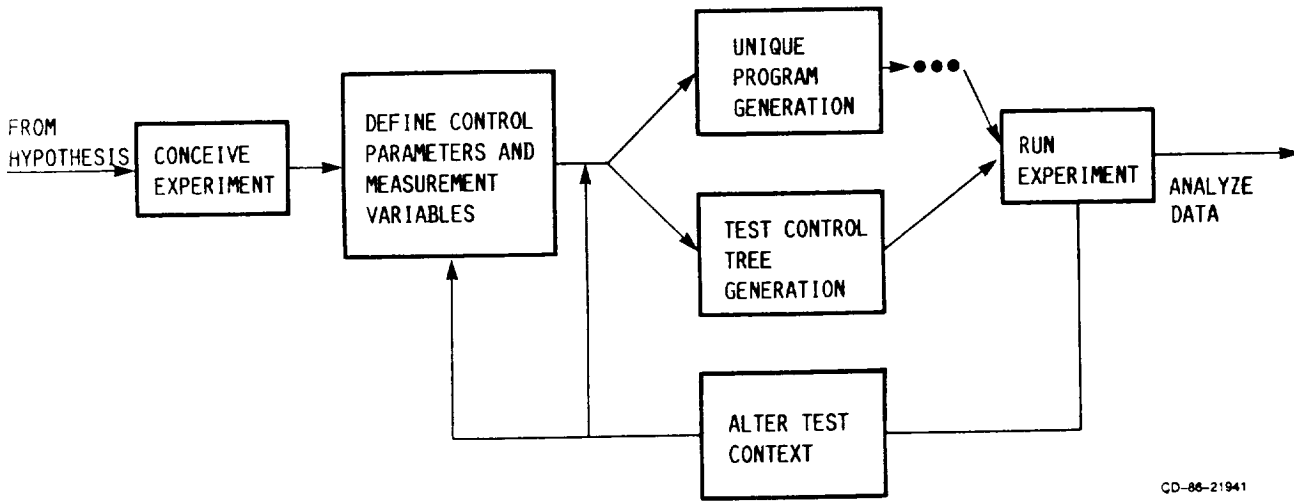 FROM
HYPOTHESIS
CONCEIVE
EXPERIMENT
DEFINE CONTROL
PARAMETERS AND
MEASUREMENT
VARIABLES
UNIQUE
PROGRAM
GENERATION
TEST CONTROL
TREE
GENERATION
RUN
EXPERIMENT
ANALYZE
DATA
ALTER TEST
CONTEXT
CD-86-21941